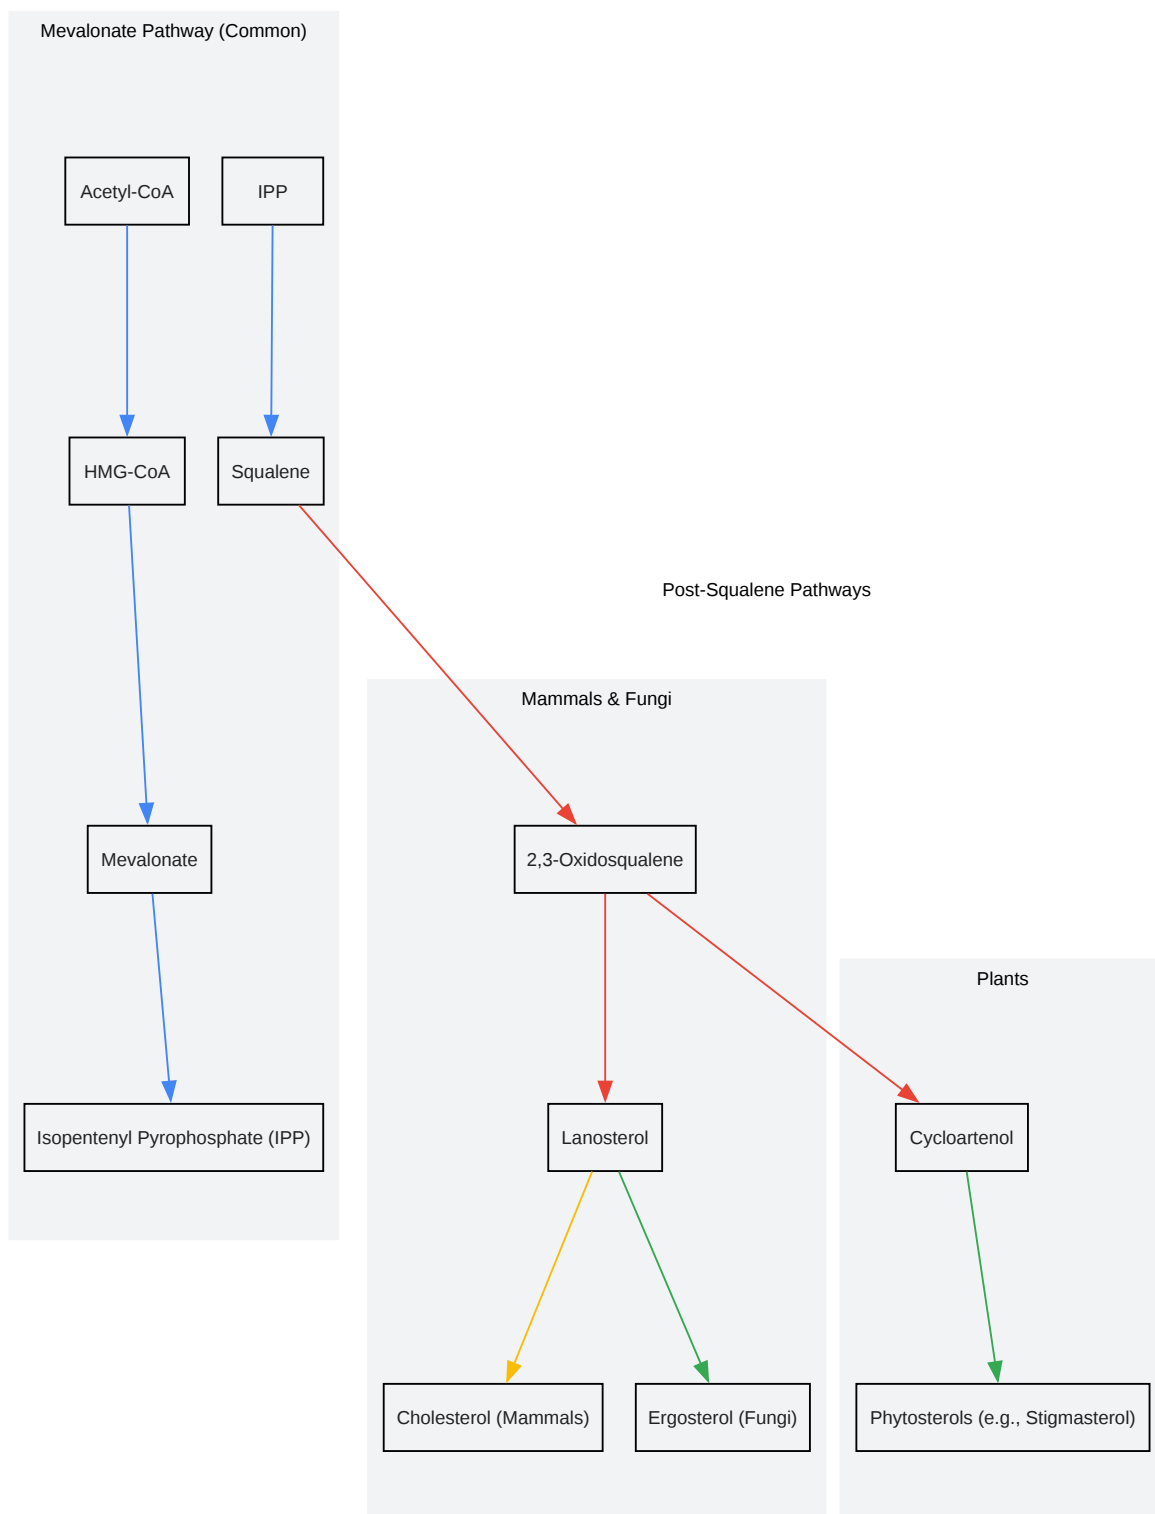 Mevalonate Pathway (Common)
Acetyl-CoA
IPP
HMG-CoA
Squalene
Mevalonate
Isopentenyl Pyrophosphate (IPP)
Post-Squalene Pathways
Mammals & Fungi
2,3-Oxidosqualene
Lanosterol
Cholesterol (Mammals)
Ergosterol (Fungi)
Plants
Cycloartenol
Phytosterols (e.g., Stigmasterol)